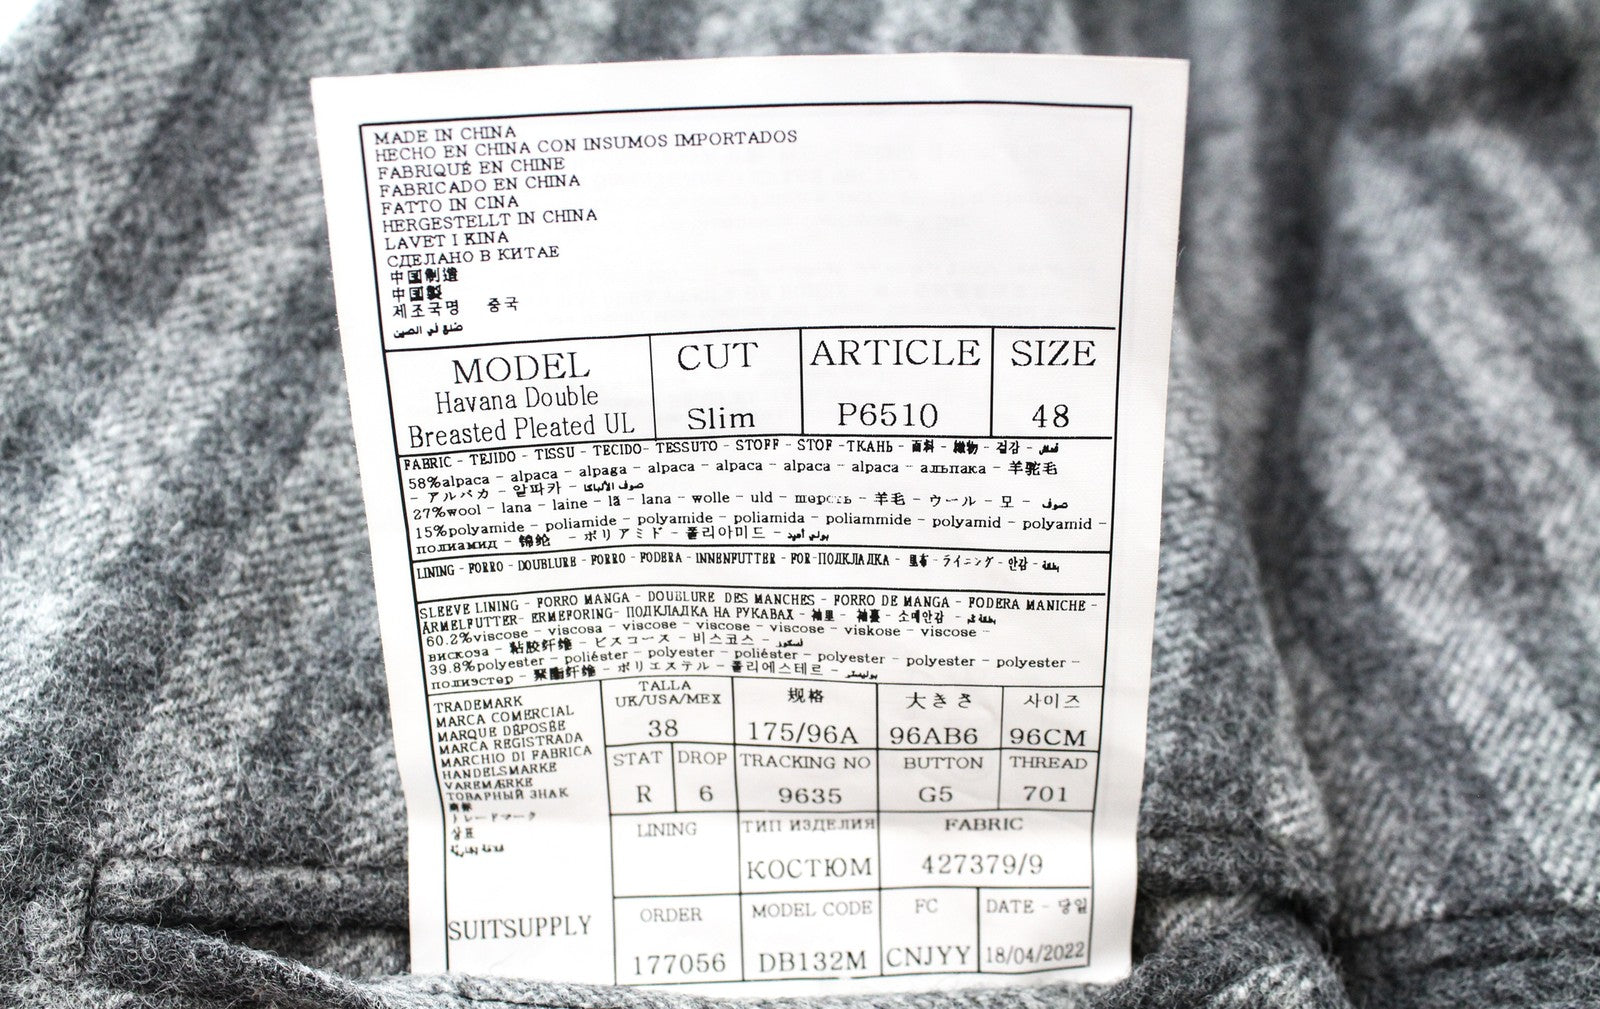 MADE IN CHINA
HECHO EN CHINA CON INSUMOS IMPORTADOS
FABRIQUÉ EN CHINE
FABRICADO EN CHINA
FATTO IN CINA
HERGESTELLT IN CHINA
LAVET I KINA
СДЕЛАНО В КИТАЕ
中国制造
中國製
제조국명 중국
صنع في الصين
MODEL
Havana Double
Breasted Pleated UL
CUT
Slim
ARTICLE
P6510
SIZE
48
FABRIC - TEJIDO - TISSU - TECIDO- TESSUTO - STOFF - STOF -ТКАНЬ - 面料 - 織物 - 겉감 - قماش
58%alpaca - alpaca - alpaga - alpaca - alpaca - alpaca - alpaca - альпака - 羊驼毛
- アルパカ - 알파카 - صوف الألباكا
27%wool - lana - laine - lã - lana - wolle - uld - шерсть - 羊毛 - ウール - 모 - صوف
15%polyamide - poliamide - polyamide - poliamida - poliammide - polyamid - polyamid -
полиамид - 锦纶 - ポリアミド - 폴리아미드 - بولي أميد
LINING - FORRO - DOUBLURE - FORRO - FODERA - INNENFUTTER - FOR-ПОДКЛАДКА - 里布 - ライニング - 안감 - بطانة
SLEEVE LINING - FORRO MANGA - DOUBLURE DES MANCHES - FORRO DE MANGA - FODERA MANICHE -
ÄRMELFUTTER- ERMEFORING- ПОДКЛАДКА НА РУКАВАХ - 袖里 - 袖裏 - 소매안감 -
60.2%viscose - viscosa - viscose - viscose - viscose - viskose - viscose -
вискоза - 粘胶纤维 - ビスコース - 비스코스 -
39.8%polyester - poliéster - polyester - poliéster - polyester - polyester - polyester -
полиэстер - 聚酯纤维 - ポリエステル - 폴리에스테르 - بوليستر
TRADEMARK
MARCA COMERCIAL
MARQUE DÉPOSÉE
MARCA REGISTRADA
MARCHIO DI FABRICA
HANDELSMARKE
VAREMÆRKE
ТОВАРНЫЙ ЗНАК
商标
トレードマーク
상표
علامة تجارية
SUITSUPPLY
TALLA
UK/USA/MEX
38
规格
175/96A
大きさ
96AB6
사이즈
96CM
STAT
R
DROP
6
TRACKING NO
9635
BUTTON
G5
THREAD
701
LINING
ТИП ИЗДЕЛИЯ
КОСТЮМ
FABRIC
427379/9
ORDER
177056
MODEL CODE
DB132M
FC
CNJYY
DATE - 당일
18/04/2022